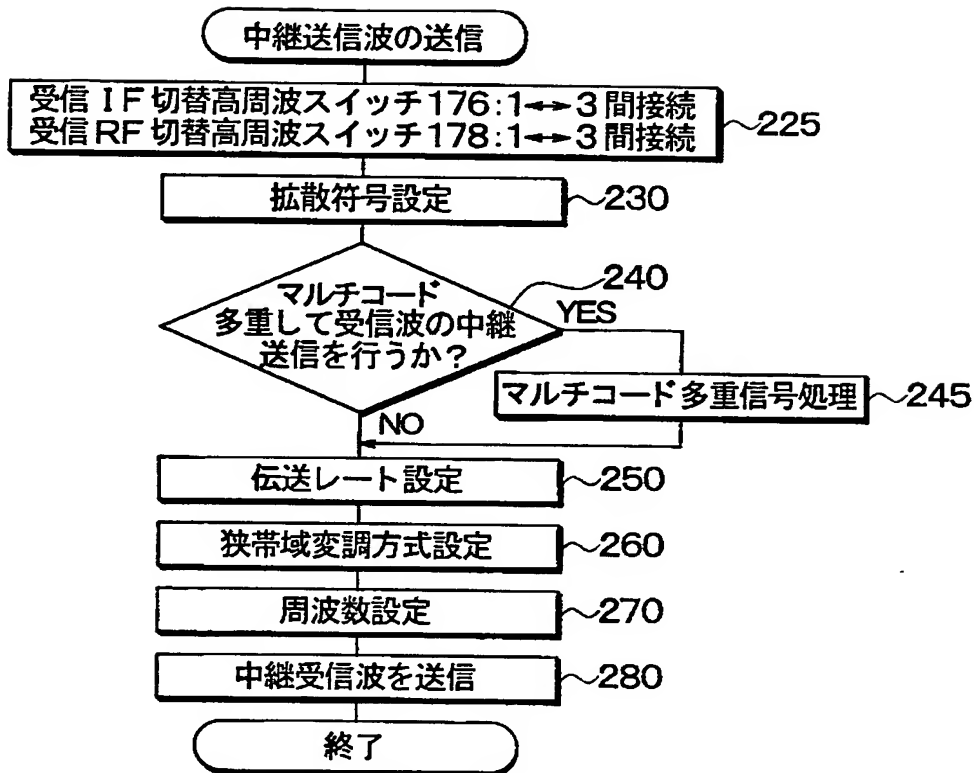 中継送信波の送信
受信IF切替高周波スイッチ176:1↔3間接続
受信RF切替高周波スイッチ178:1↔3間接続
225
拡散符号設定
230
240
マルチコード
多重して受信波の中継
送信を行うか？
YES
マルチコード多重信号処理
245
NO
伝送レート設定
250
狭帯域変調方式設定
260
周波数設定
270
中継受信波を送信
280
終了